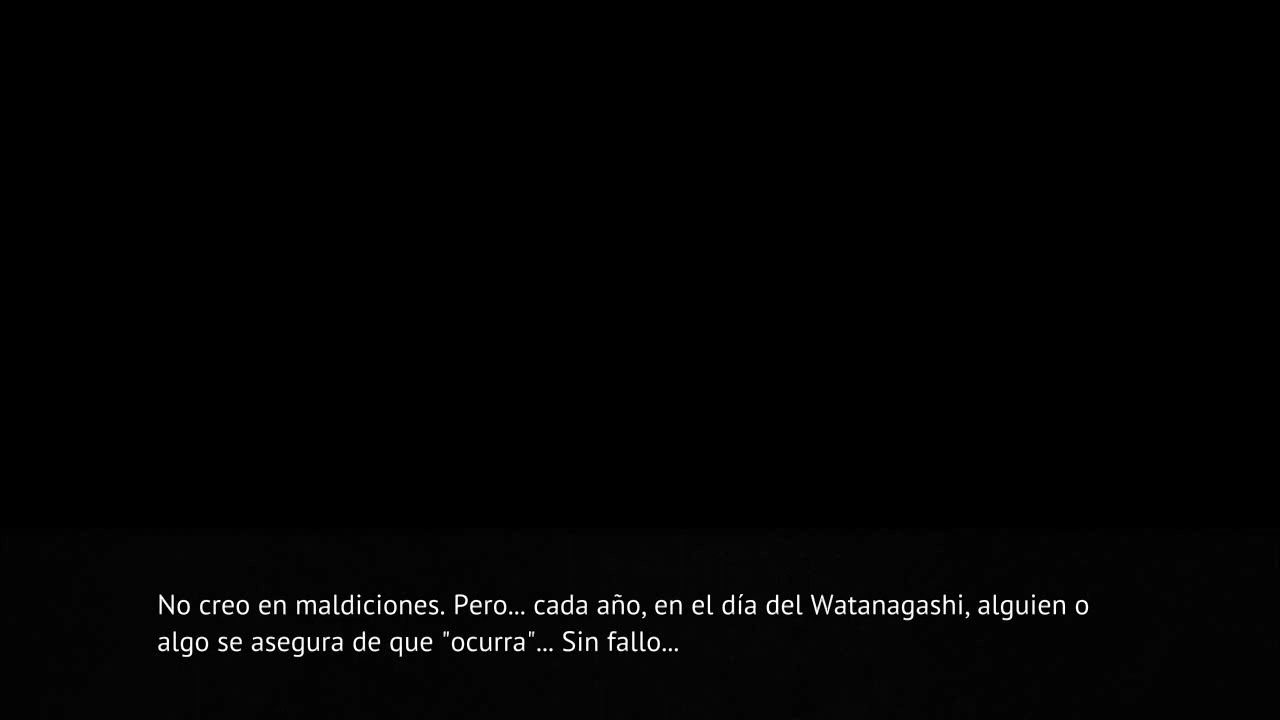 No creo en maldiciones. Pero... cada año, en el día del Watanagashi, alguien o
algo se asegura de que "ocurra"... Sin fallo...